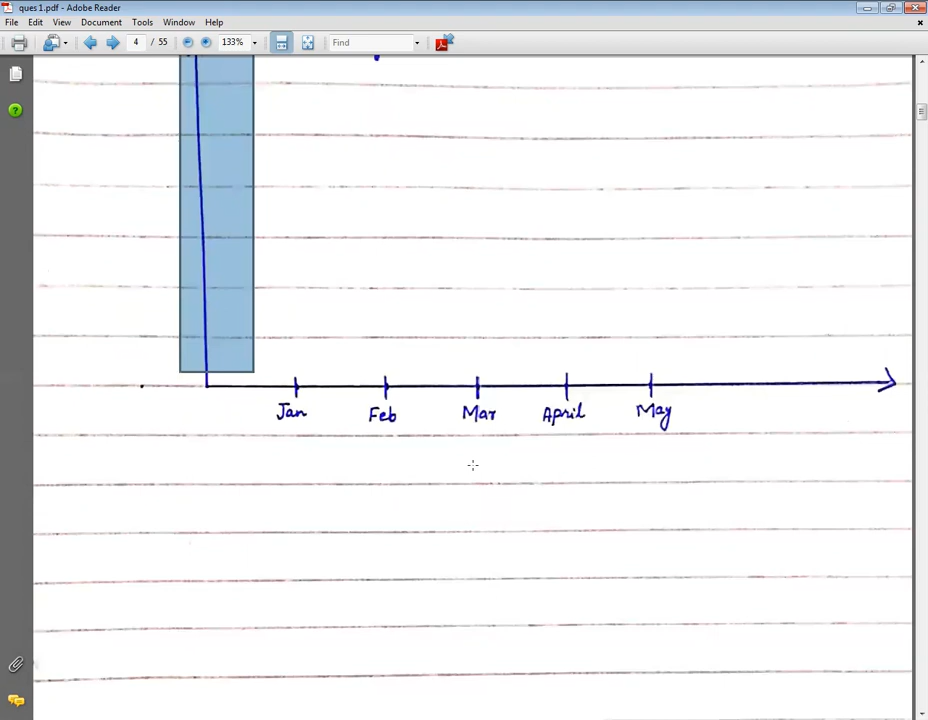 ques 1.pdf - Adobe Reader
File Edit View Document Tools Window Help
4 / 55 133% Find
Jan Feb Mar April May